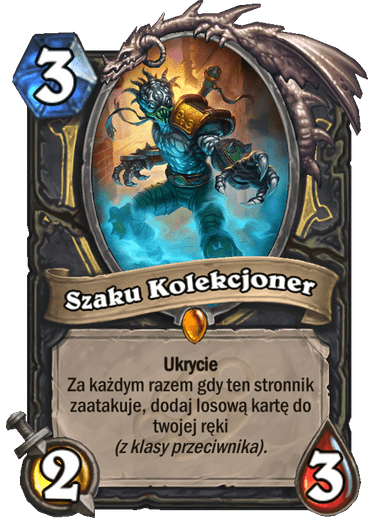 3
Szaku Kolekcjoner
Ukrycie
Za każdym razem gdy ten stronnik
zaatakuje, dodaj losową kartę do
twojej ręki
(z klasy przeciwnika).
2
3